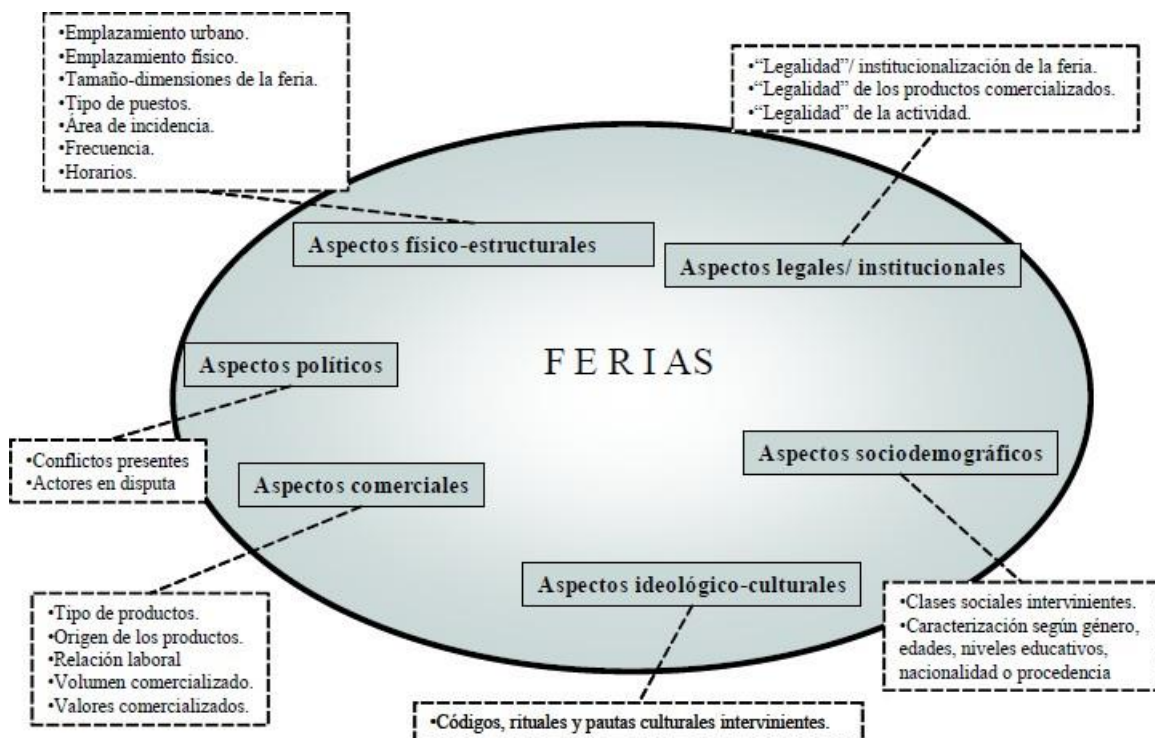 •Emplazamiento urbano.
•Emplazamiento físico.
•Tamaño-dimensiones de la feria.
•Tipo de puestos.
•Área de incidencia.
•Frecuencia.
•Horarios.
•“Legalidad”/ institucionalización de la feria.
•“Legalidad” de los productos comercializados.
•“Legalidad” de la actividad.
Aspectos físico-estructurales
Aspectos legales/ institucionales
FERIAS
Aspectos políticos
•Conflictos presentes
•Actores en disputa
Aspectos sociodemográficos
Aspectos comerciales
Aspectos ideológico-culturales
•Tipo de productos.
•Origen de los productos.
•Relación laboral
•Volumen comercializado.
•Valores comercializados.
•Clases sociales intervinientes.
•Caracterización según género,
edades, niveles educativos,
nacionalidad o procedencia
•Códigos, rituales y pautas culturales intervinientes.